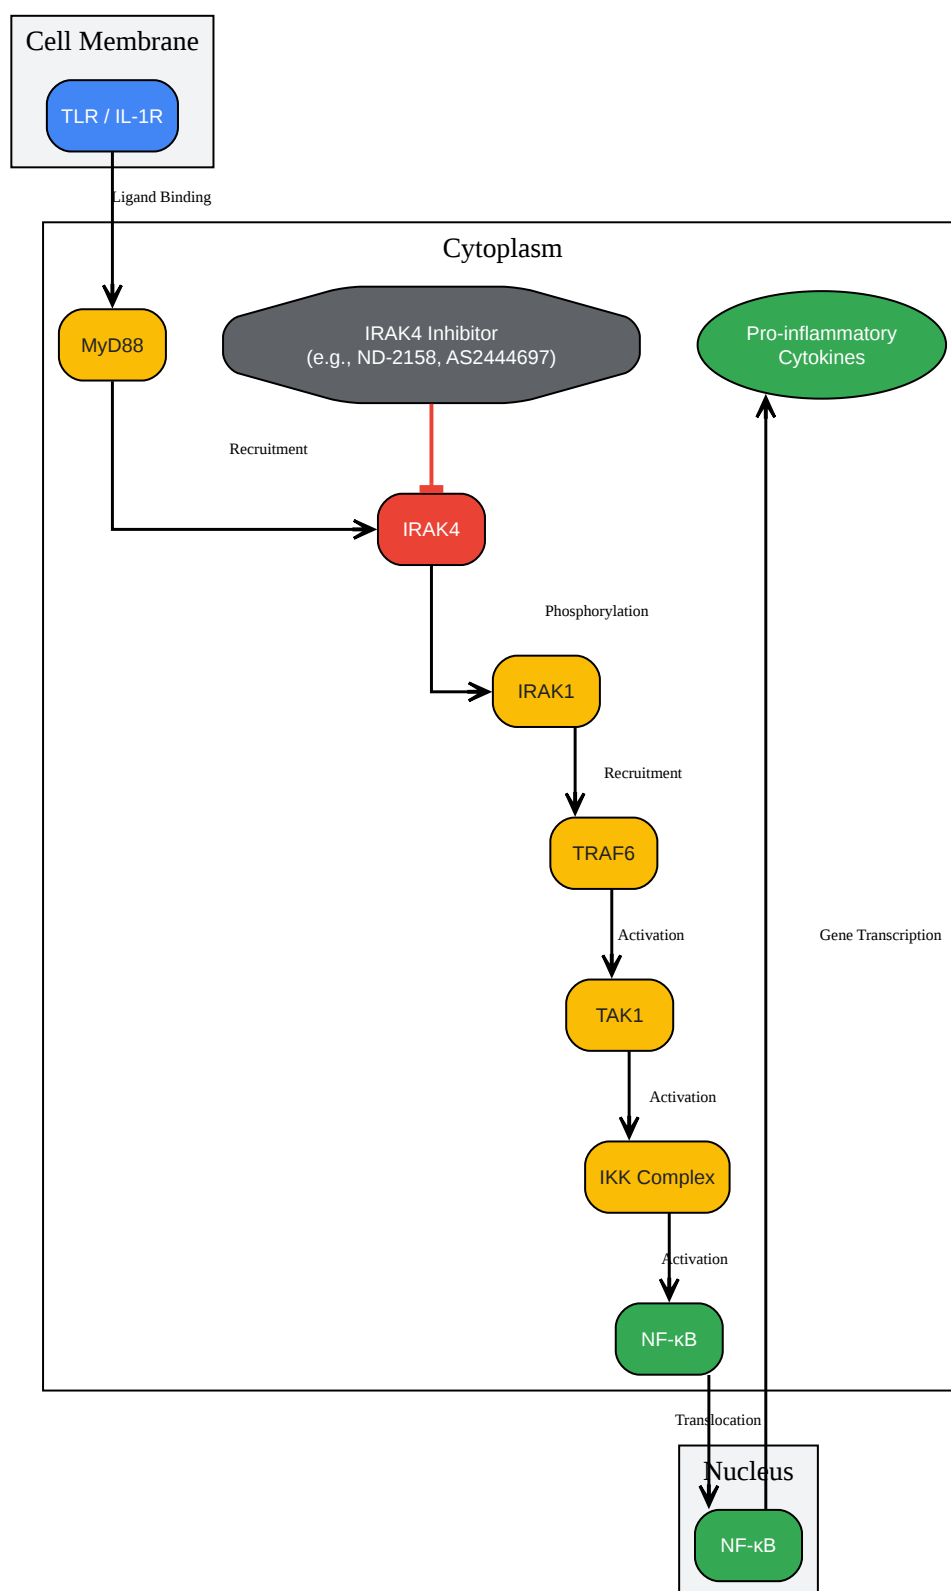 Cell Membrane
TLR / IL-1R
Ligand Binding
Cytoplasm
MyD88
IRAK4 Inhibitor
(e.g., ND-2158, AS2444697)
Pro-inflammatory
Cytokines
Recruitment
IRAK4
Phosphorylation
IRAK1
Recruitment
TRAF6
Activation
Gene Transcription
TAK1
Activation
IKK Complex
Activation
NF-κB
Translocation
Nucleus
NF-κB